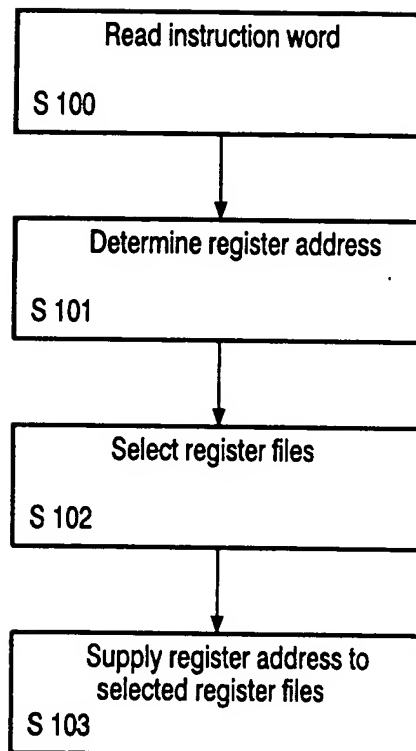 Read instruction word
S 100
Determine register address
S 101
Select register files
S 102
Supply register address to
selected register files
S 103